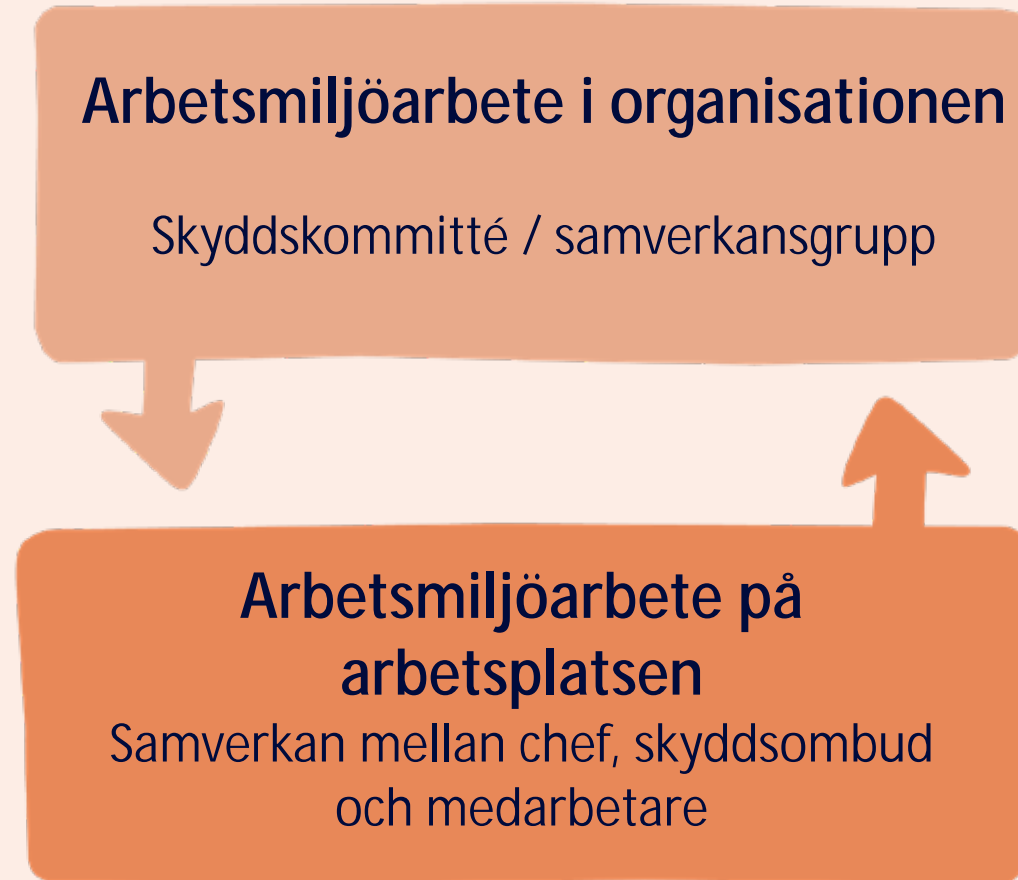 Arbetsmiljöarbete i organisationen
Skyddskommitté / samverkansgrupp
Arbetsmiljöarbete på
arbetsplatsen
Samverkan mellan chef, skyddsombud
och medarbetare